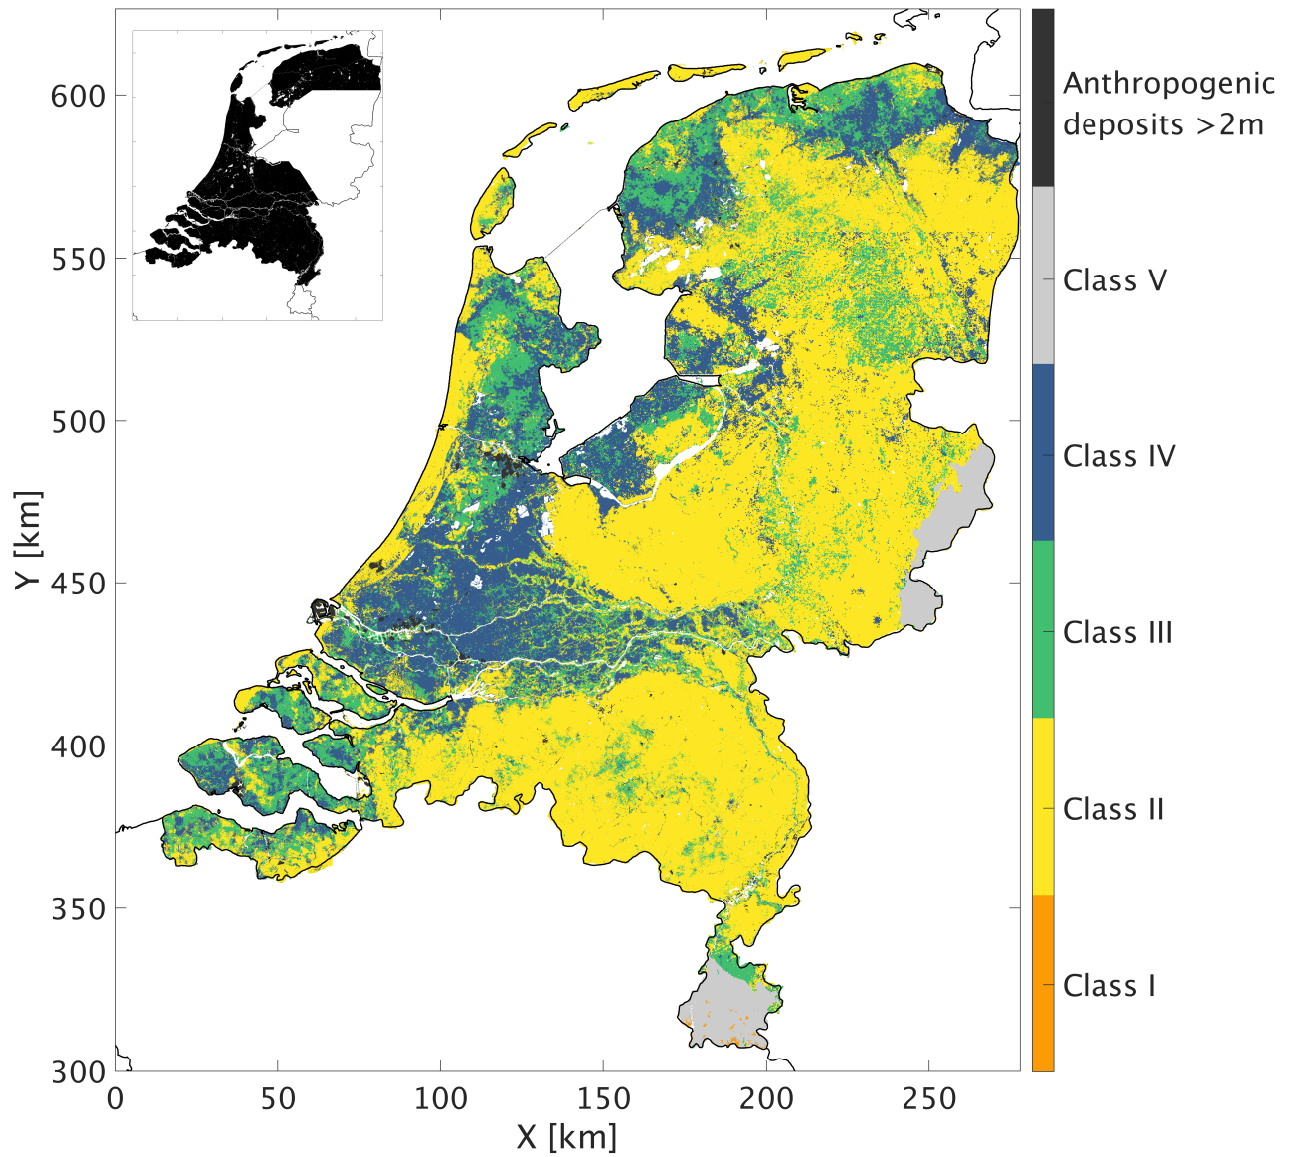 600
550
500
450
400
350
300
0
50
100
150
200
250
Y [km]
X [km]
Anthropogenic
deposits >2m
Class V
Class IV
Class III
Class II
Class I